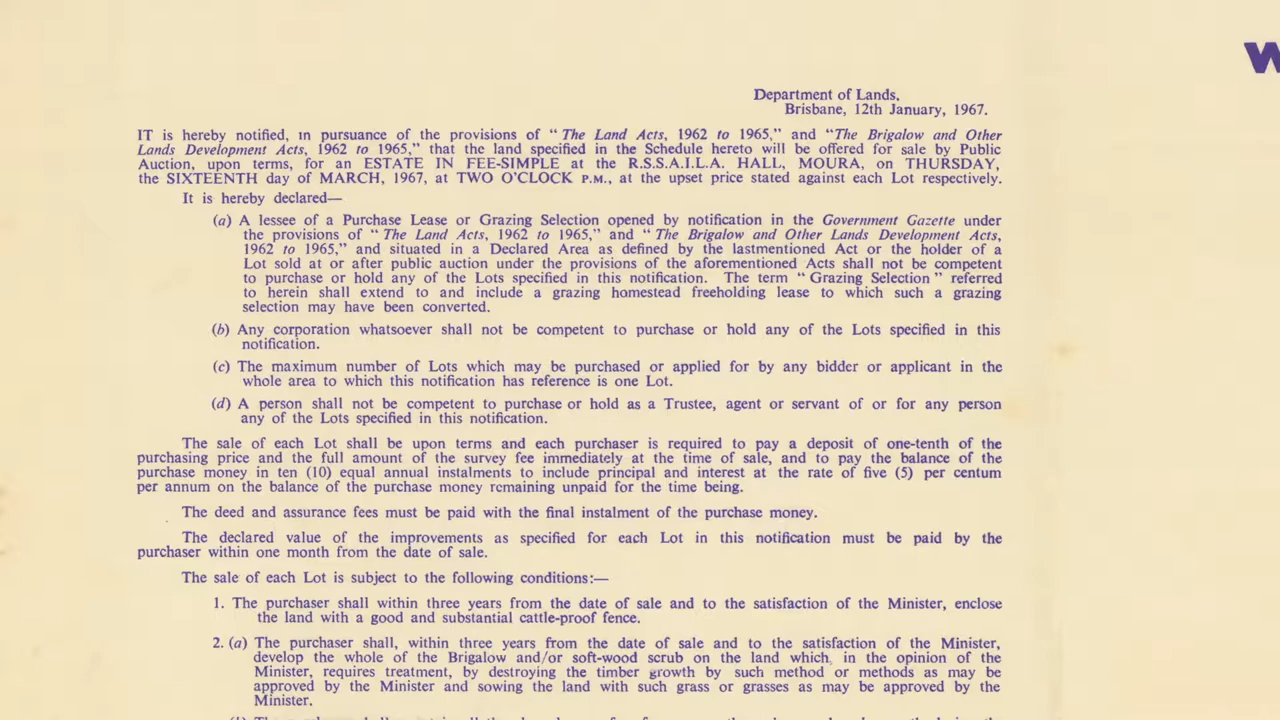 W
Department of Lands,
Brisbane, 12th January, 1967.
IT is hereby notified, in pursuance of the provisions of “The Land Acts, 1962 to 1965,” and “The Brigalow and Other
Lands Development Acts, 1962 to 1965,” that the land specified in the Schedule hereto will be offered for sale by Public
Auction, upon terms, for an ESTATE IN FEE-SIMPLE at the R.S.S.A.I.L.A. HALL, MOURA, on THURSDAY,
the SIXTEENTH day of MARCH, 1967, at TWO O'CLOCK P.M., at the upset price stated against each Lot respectively.
It is hereby declared—
(a) A lessee of a Purchase Lease or Grazing Selection opened by notification in the Government Gazette under
the provisions of “The Land Acts, 1962 to 1965,” and “The Brigalow and Other Lands Development Acts,
1962 to 1965,” and situated in a Declared Area as defined by the lastmentioned Act or the holder of a
Lot sold at or after public auction under the provisions of the aforementioned Acts shall not be competent
to purchase or hold any of the Lots specified in this notification. The term “Grazing Selection” referred
to herein shall extend to and include a grazing homestead freeholding lease to which such a grazing
selection may have been converted.
(b) Any corporation whatsoever shall not be competent to purchase or hold any of the Lots specified in this
notification.
(c) The maximum number of Lots which may be purchased or applied for by any bidder or applicant in the
whole area to which this notification has reference is one Lot.
(d) A person shall not be competent to purchase or hold as a Trustee, agent or servant of or for any person
any of the Lots specified in this notification.
The sale of each Lot shall be upon terms and each purchaser is required to pay a deposit of one-tenth of the
purchasing price and the full amount of the survey fee immediately at the time of sale, and to pay the balance of the
purchase money in ten (10) equal annual instalments to include principal and interest at the rate of five (5) per centum
per annum on the balance of the purchase money remaining unpaid for the time being.
The deed and assurance fees must be paid with the final instalment of the purchase money.
The declared value of the improvements as specified for each Lot in this notification must be paid by the
purchaser within one month from the date of sale.
The sale of each Lot is subject to the following conditions:—
1. The purchaser shall within three years from the date of sale and to the satisfaction of the Minister, enclose
the land with a good and substantial cattle-proof fence.
2. (a) The purchaser shall, within three years from the date of sale and to the satisfaction of the Minister,
develop the whole of the Brigalow and/or soft-wood scrub on the land which, in the opinion of the
Minister, requires treatment, by destroying the timber growth by such method or methods as may be
approved by the Minister and sowing the land with such grass or grasses as may be approved by the
Minister.